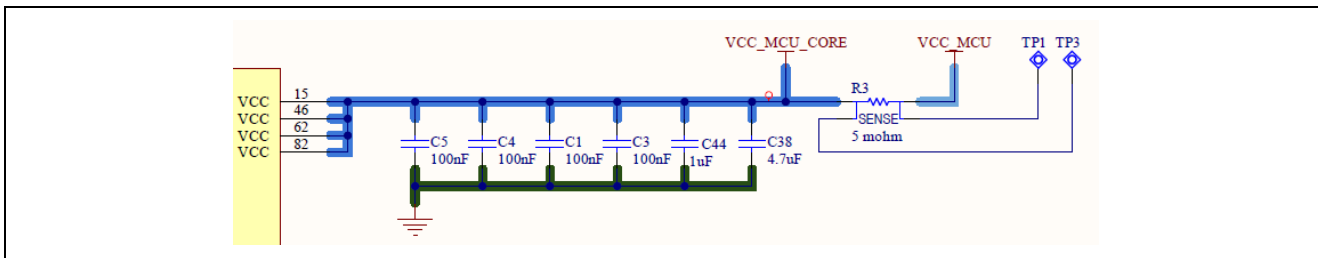 VCC_MCU_CORE VCC_MCU TP1 TP3
R3
VCC 15
VCC 46
VCC 62
VCC 82
SENSE
5 mohm
C5 C4 C1 C3 C44 C38
100nF 100nF 100nF 100nF 1uF 4.7uF